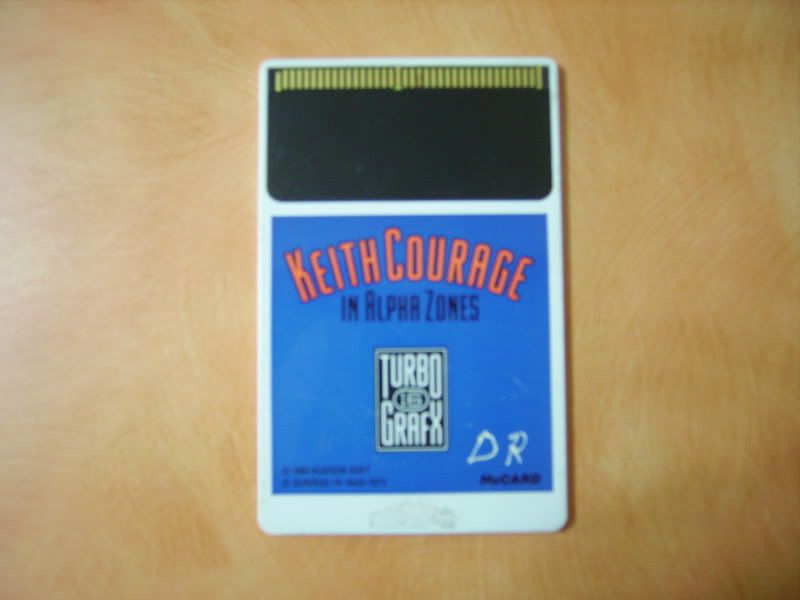 KEITH COURAGE
IN ALPHA ZONES
TURBO
16
GRAFX
DR
HuCARD